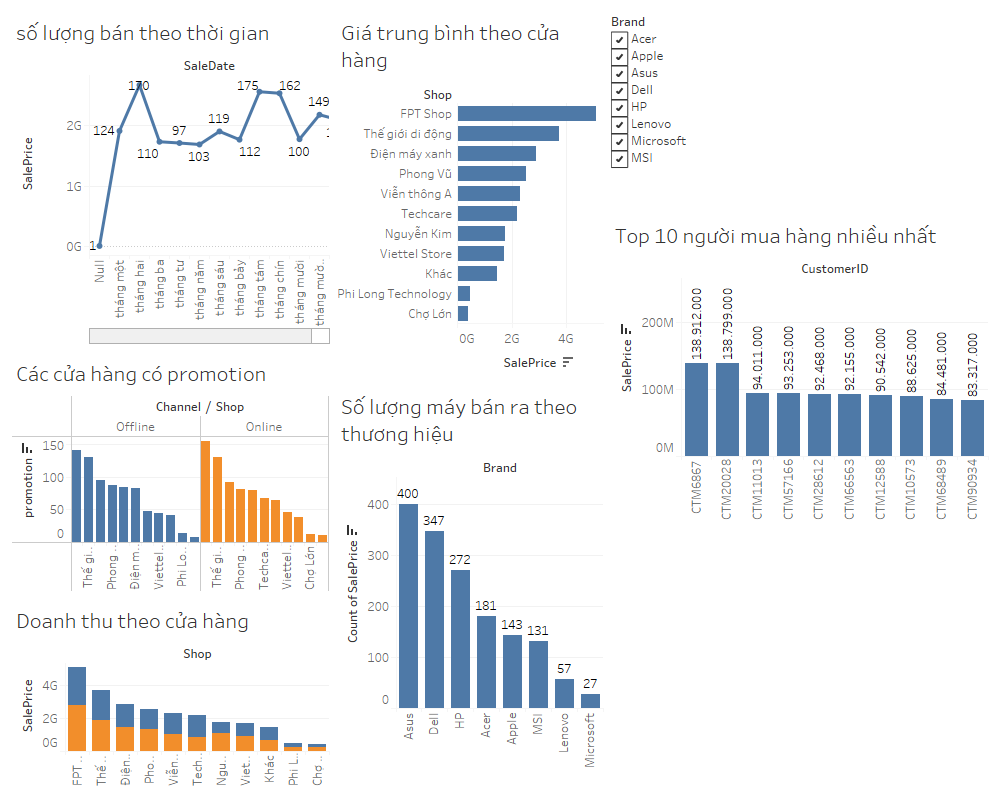 số lượng bán theo thời gian
SaleDate
SalePrice
2G
1G
0G
1
124
170
110
97
103
119
112
175
162
100
149
Null
tháng một
tháng hai
tháng ba
tháng tư
tháng năm
tháng sáu
tháng bảy
tháng tám
tháng chín
tháng mười
tháng mườ..
Các cửa hàng có promotion
Channel / Shop
Offline
Online
promotion
150
100
50
0
Thế gi..
Phong ..
Điện m..
Viettel..
Phi Lo..
Thế gi..
Phong ..
Techca..
Viettel..
Chợ Lớn
Doanh thu theo cửa hàng
Shop
SalePrice
4G
2G
0G
FPT ..
Thế ..
Điện..
Pho..
Viễn..
Tech..
Ngu..
Viet..
Khác
Phi L..
Chợ ..
Giá trung bình theo cửa
hàng
Shop
FPT Shop
Thế giới di động
Điện máy xanh
Phong Vũ
Viễn thông A
Techcare
Nguyễn Kim
Viettel Store
Khác
Phi Long Technology
Chợ Lớn
0G
2G
4G
SalePrice
Số lượng máy bán ra theo
thương hiệu
Brand
Count of SalePrice
400
300
200
100
0
400
347
272
181
143
131
57
27
Asus
Dell
HP
Acer
Apple
MSI
Lenovo
Microsoft
Brand
Acer
Apple
Asus
Dell
HP
Lenovo
Microsoft
MSI
Top 10 người mua hàng nhiều nhất
CustomerID
SalePrice
200M
100M
0M
138.912.000
138.799.000
94.011.000
93.253.000
92.468.000
92.155.000
90.542.000
88.625.000
84.481.000
83.317.000
CTM6867
CTM20028
CTM11013
CTM57166
CTM28612
CTM66563
CTM12588
CTM10573
CTM68489
CTM90934